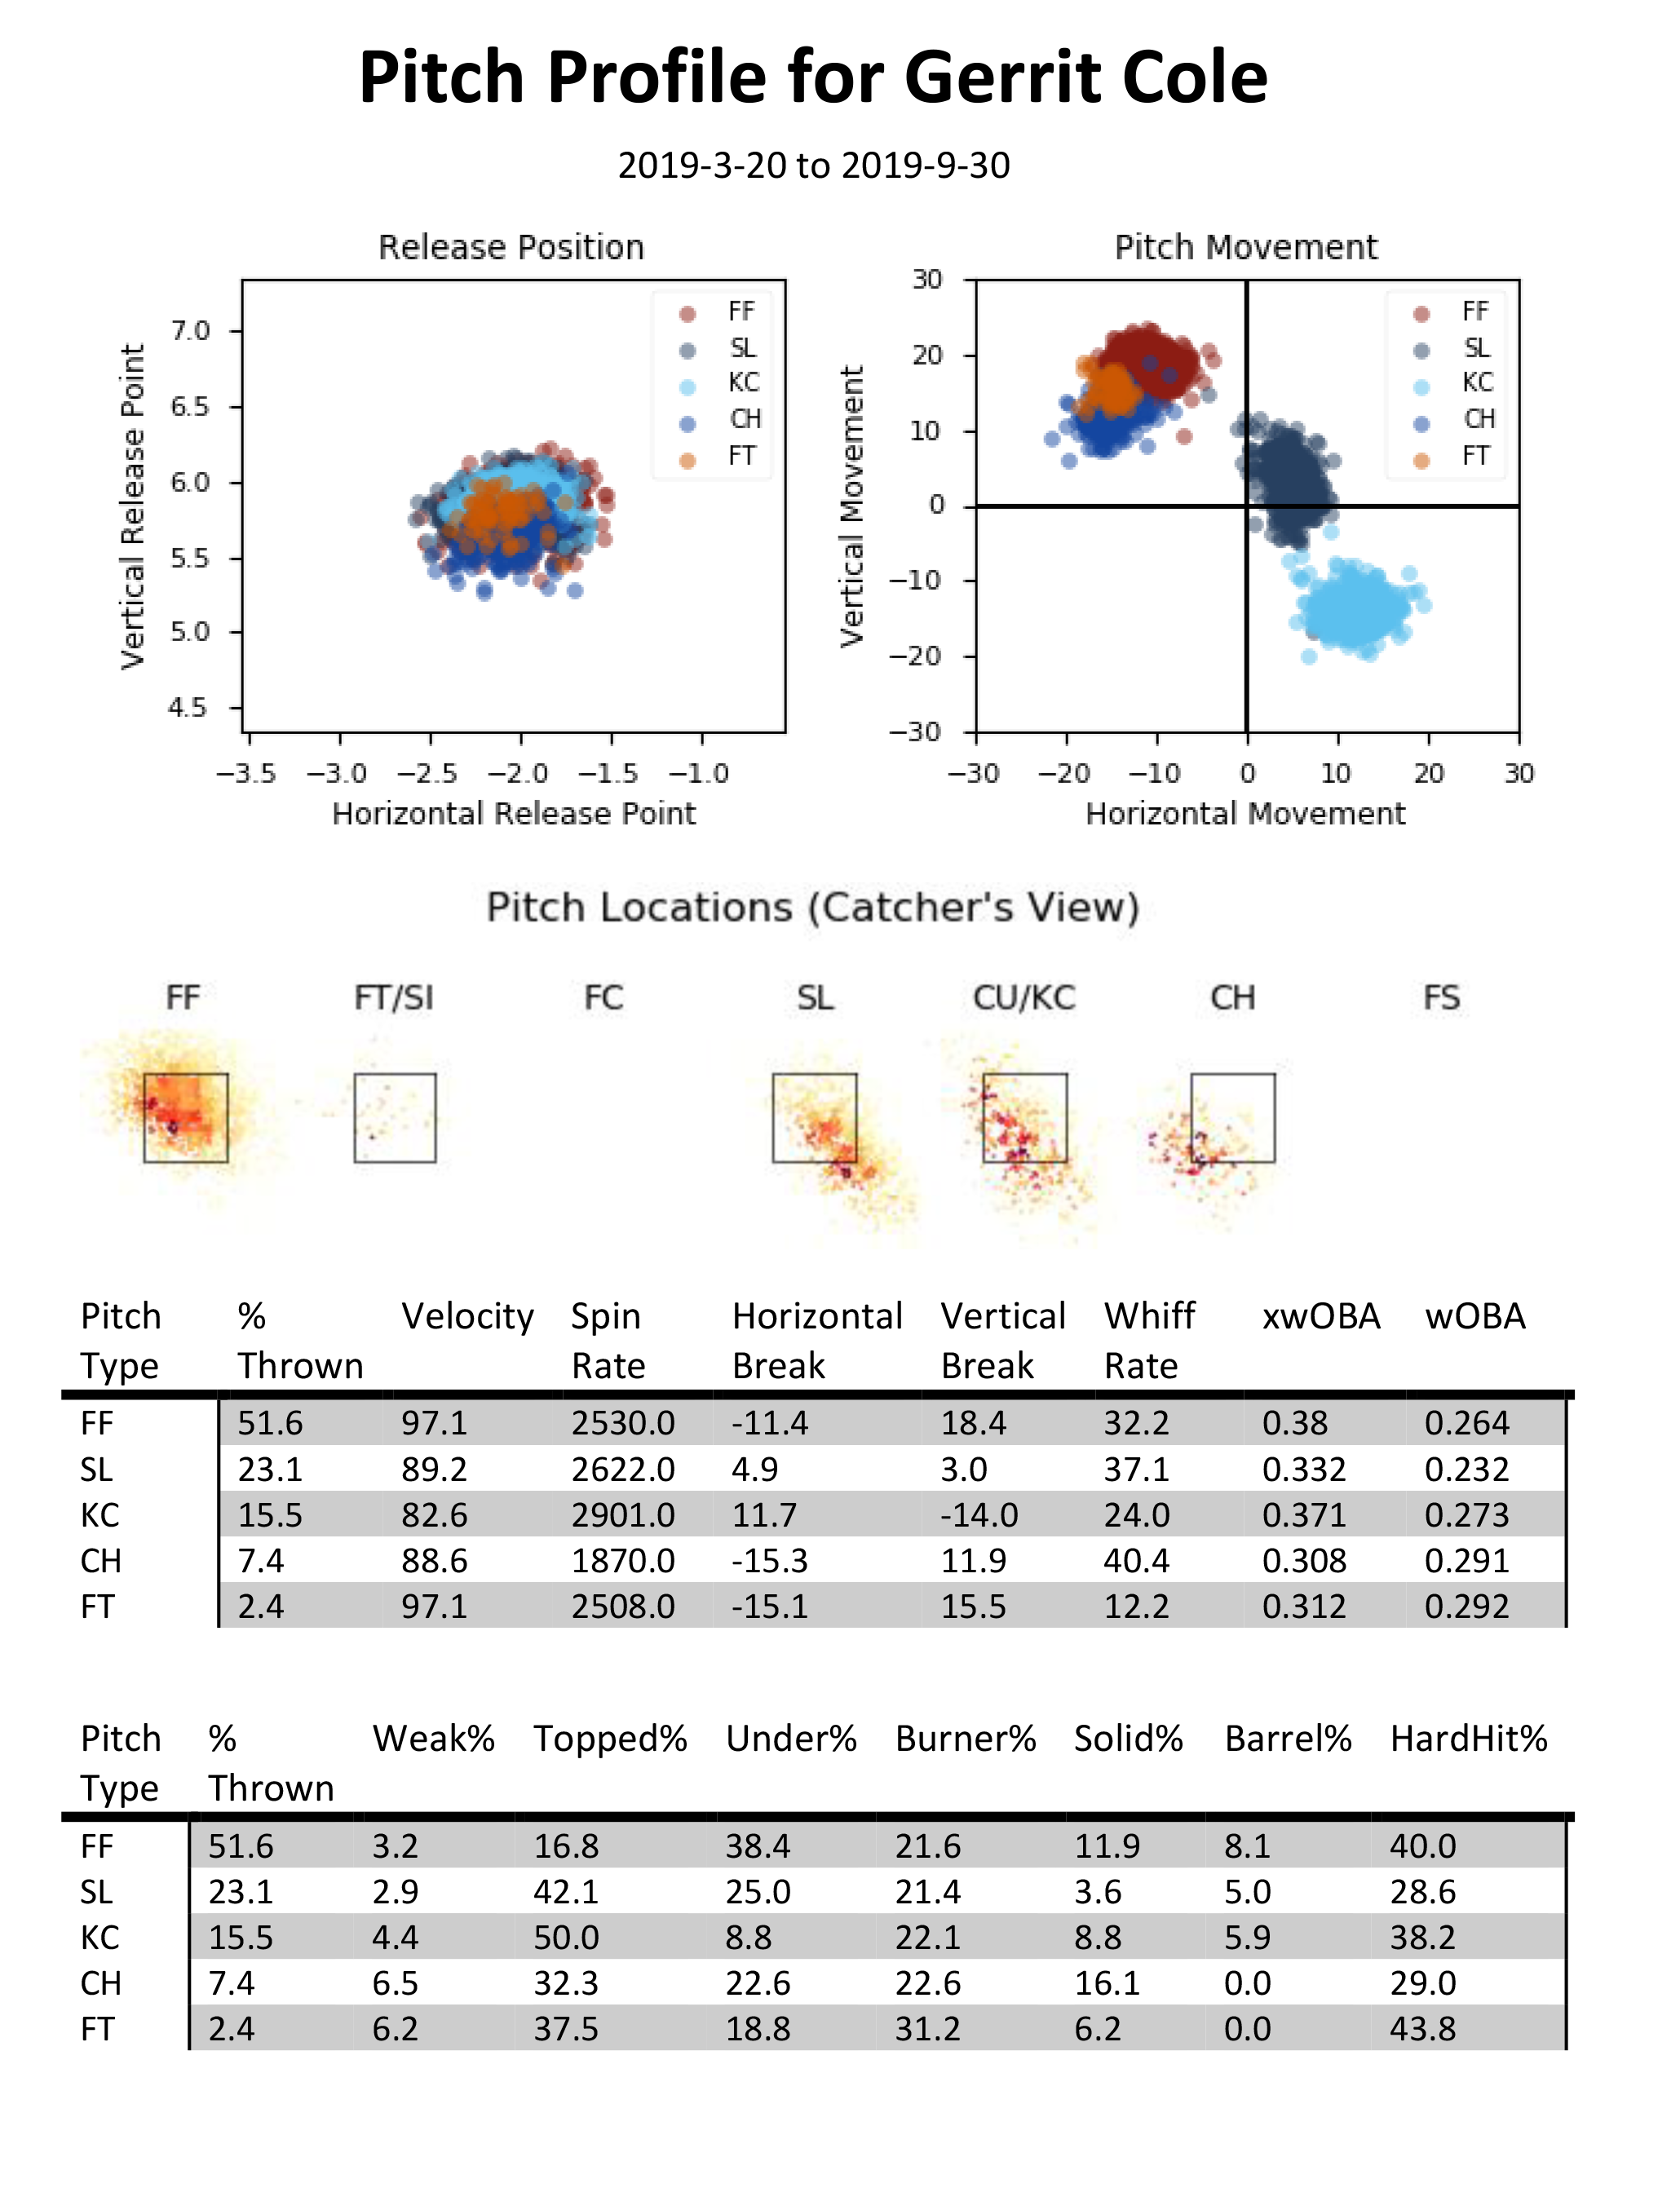 Pitch Profile for Gerrit Cole
2019-3-20 to 2019-9-30
Release Position
Vertical Release Point
7.0
6.5
6.0
5.5
5.0
4.5
FF
SL
KC
CH
FT
−3.5 −3.0 −2.5 −2.0 −1.5 −1.0
Horizontal Release Point
Pitch Movement
Vertical Movement
30
20
10
0
−10
−20
−30
FF
SL
KC
CH
FT
−30 −20 −10 0 10 20 30
Horizontal Movement
Pitch Locations (Catcher's View)
FF FT/SI FC SL CU/KC CH FS
Pitch % Velocity Spin Horizontal Vertical Whiff xwOBA wOBA
Type Thrown Rate Break Break Rate
FF 51.6 97.1 2530.0 -11.4 18.4 32.2 0.38 0.264
SL 23.1 89.2 2622.0 4.9 3.0 37.1 0.332 0.232
KC 15.5 82.6 2901.0 11.7 -14.0 24.0 0.371 0.273
CH 7.4 88.6 1870.0 -15.3 11.9 40.4 0.308 0.291
FT 2.4 97.1 2508.0 -15.1 15.5 12.2 0.312 0.292
Pitch % Weak% Topped% Under% Burner% Solid% Barrel% HardHit%
Type Thrown
FF 51.6 3.2 16.8 38.4 21.6 11.9 8.1 40.0
SL 23.1 2.9 42.1 25.0 21.4 3.6 5.0 28.6
KC 15.5 4.4 50.0 8.8 22.1 8.8 5.9 38.2
CH 7.4 6.5 32.3 22.6 22.6 16.1 0.0 29.0
FT 2.4 6.2 37.5 18.8 31.2 6.2 0.0 43.8